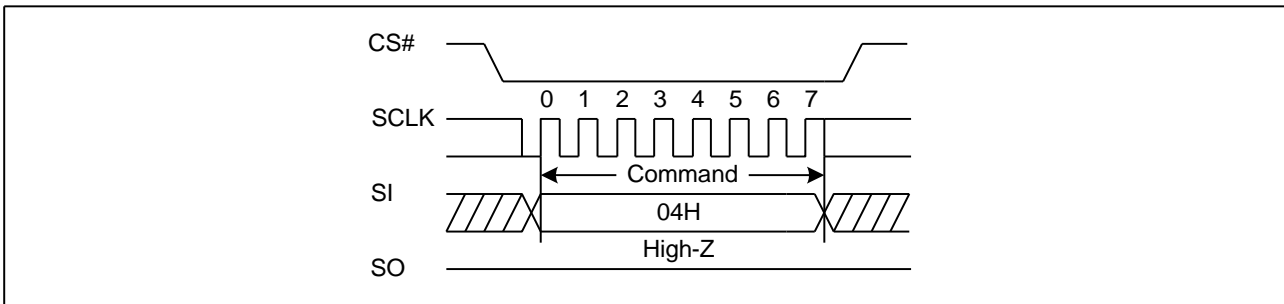 CS#
0 1 2 3 4 5 6 7
SCLK
Command
SI
04H
High-Z
SO